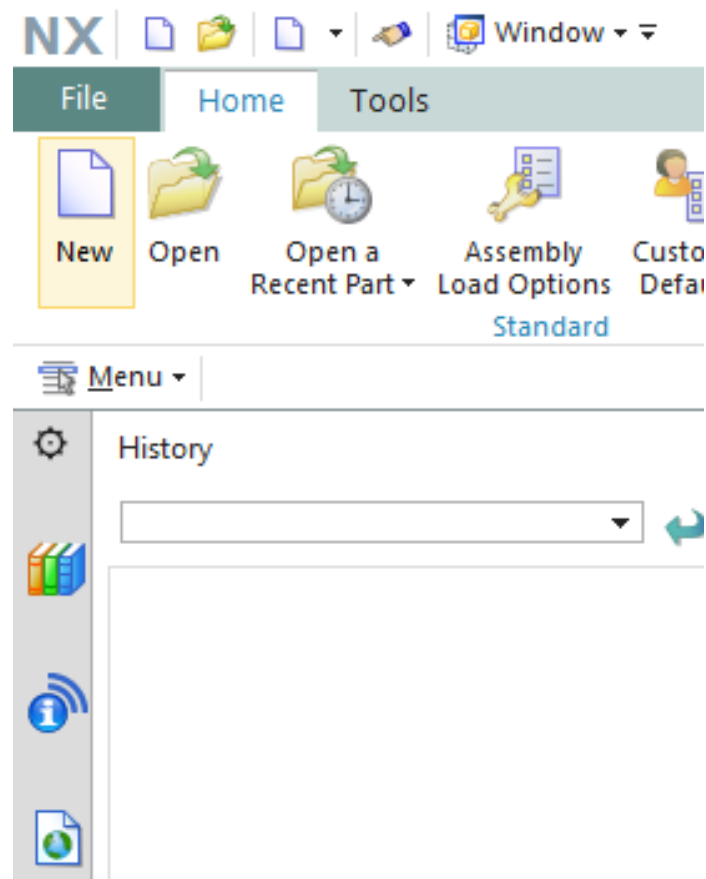 NX Window
File Home Tools
New Open Open a Assembly
Recent Part Load Options
Standard
Menu
History